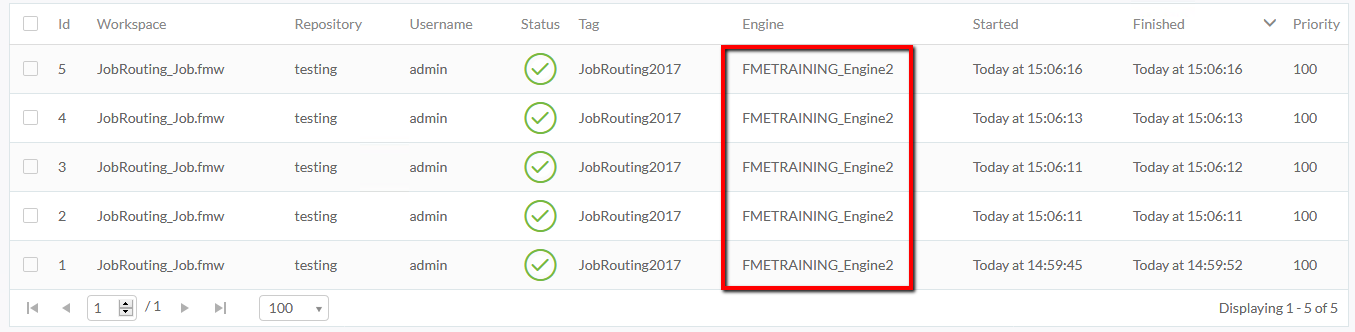 Id Workspace Repository Username Status Tag Engine Started Finished Priority
5 JobRouting_Job.fmw testing admin JobRouting2017 FMETRAINING_Engine2 Today at 15:06:16 Today at 15:06:16 100
4 JobRouting_Job.fmw testing admin JobRouting2017 FMETRAINING_Engine2 Today at 15:06:13 Today at 15:06:13 100
3 JobRouting_Job.fmw testing admin JobRouting2017 FMETRAINING_Engine2 Today at 15:06:11 Today at 15:06:12 100
2 JobRouting_Job.fmw testing admin JobRouting2017 FMETRAINING_Engine2 Today at 15:06:11 Today at 15:06:11 100
1 JobRouting_Job.fmw testing admin JobRouting2017 FMETRAINING_Engine2 Today at 14:59:45 Today at 14:59:52 100
1 / 1 100 Displaying 1 - 5 of 5